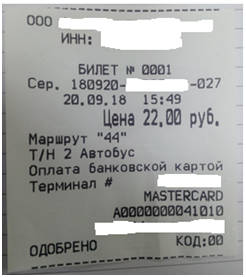 ООО
ИНН:
БИЛЕТ № 0001
Сер. 180920- -027
20.09.18 15:49
Цена 22,00 руб.
Маршрут "44"
Т/Н 2 Автобус
Оплата банковской картой
Терминал #
MASTERCARD
A0000000041010
ОДОБРЕНО КОД:00